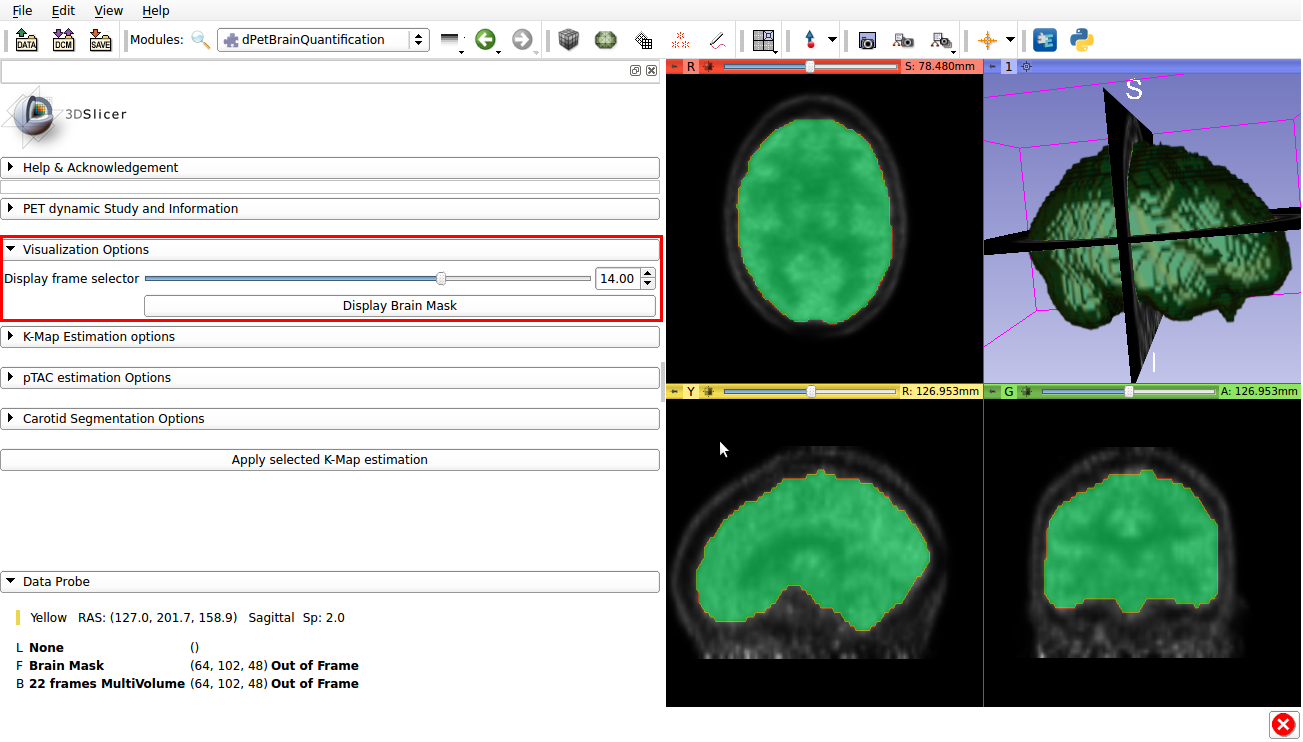 File Edit View Help
DATA DCM SAVE Modules: dPetBrainQuantification
R S: 78.480mm
1
3DSlicer
S
Help & Acknowledgement
PET dynamic Study and Information
Visualization Options
Display frame selector 14.00
Display Brain Mask
K-Map Estimation options
I
pTAC estimation Options
Y R: 126.953mm
G A: 126.953mm
Carotid Segmentation Options
Apply selected K-Map estimation
Data Probe
Yellow RAS: (127.0, 201.7, 158.9) Sagittal Sp: 2.0
L None ()
F Brain Mask (64, 102, 48) Out of Frame
B 22 frames MultiVolume (64, 102, 48) Out of Frame